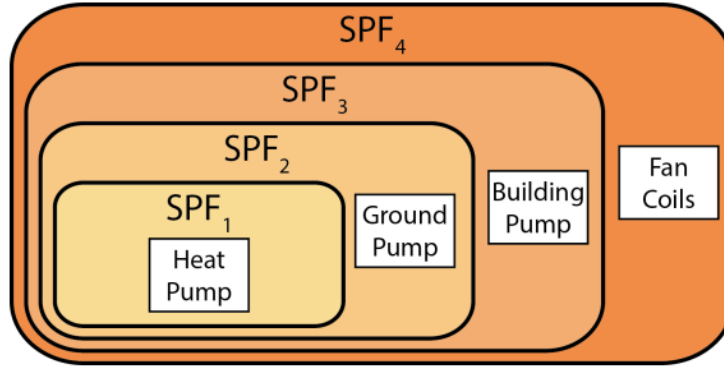 SPF₄
SPF₃
SPF₂
SPF₁
Heat
Pump
Ground
Pump
Building
Pump
Fan
Coils